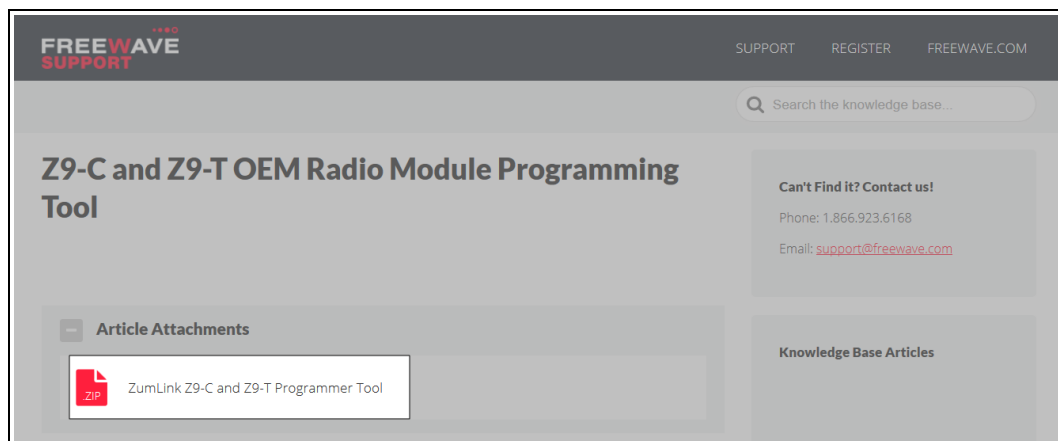 FREEWAVE
SUPPORT
SUPPORT REGISTER FREEWAVE.COM
Search the knowledge base...
Z9-C and Z9-T OEM Radio Module Programming
Tool
Can't Find it? Contact us!
Phone: 1.866.923.6168
Email: support@freewave.com
Article Attachments
.ZIP
ZumLink Z9-C and Z9-T Programmer Tool
Knowledge Base Articles